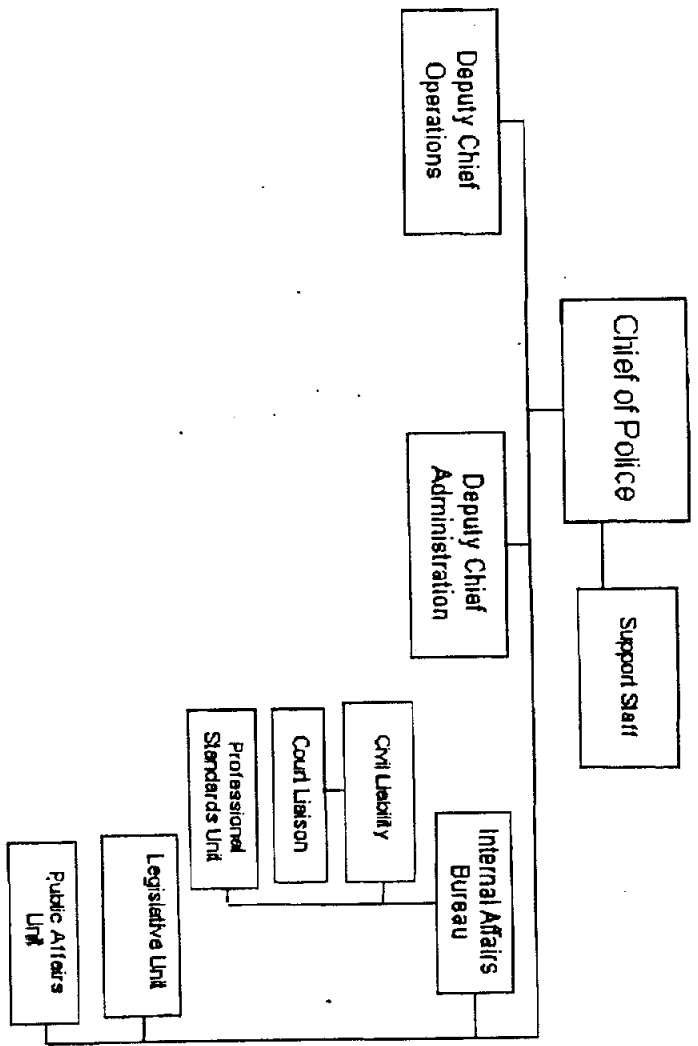 Chief of Police
Support Staff
Deputy Chief
Operations
Deputy Chief
Administration
Internal Affairs
Bureau
Civil Liability
Court Liaison
Professional
Standards Unit
Legislative Unit
Public Affairs
Unit